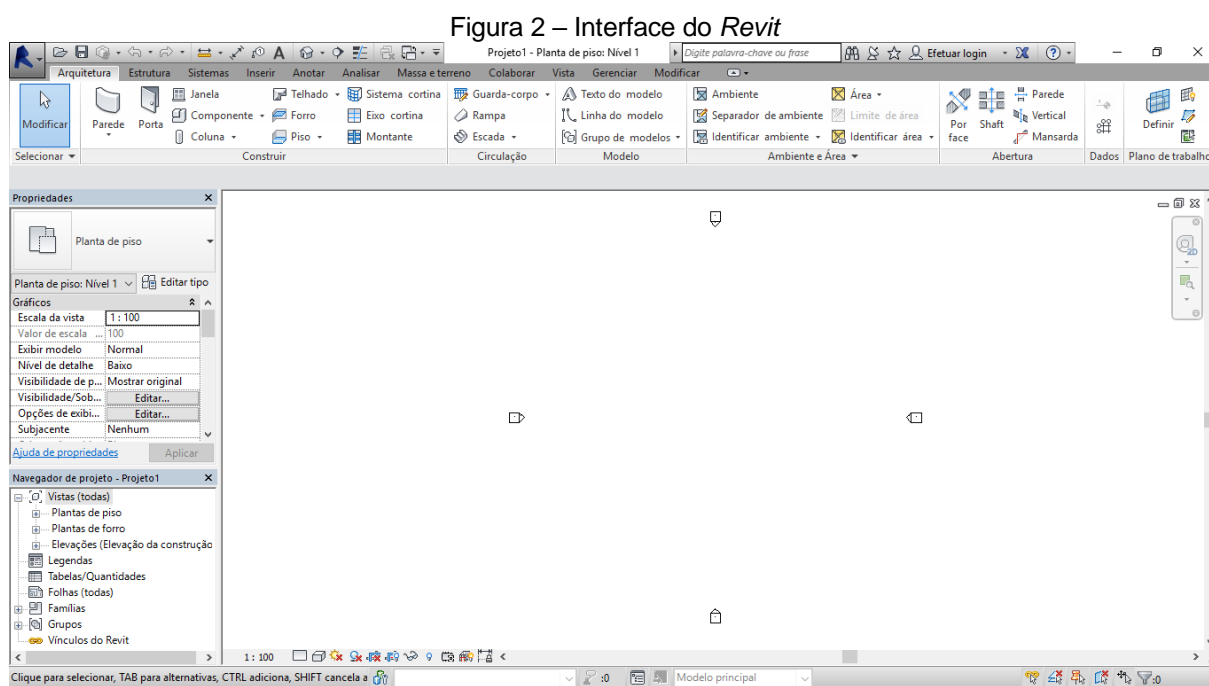 Figura 2 – Interface do Revit
Projeto1 - Planta de piso: Nível 1
Digite palavra-chave ou frase
Efetuar login
Arquitetura Estrutura Sistemas Inserir Anotar Analisar Massa e terreno Colaborar Vista Gerenciar Modificar
Modificar
Parede
Porta
Janela
Componente
Coluna
Telhado
Forro
Piso
Sistema cortina
Eixo cortina
Montante
Guarda-corpo
Rampa
Escada
Texto do modelo
Linha do modelo
Grupo de modelos
Ambiente
Separador de ambiente
Identificar ambiente
Área
Limite de área
Identificar área
Por face
Shaft
Parede
Vertical
Mansarda
Definir
Selecionar Construir Circulação Modelo Ambiente e Área Abertura Dados Plano de trabalho
Propriedades
Planta de piso
Planta de piso: Nível 1 Editar tipo
Gráficos
Escala da vista 1 : 100
Valor de escala ... 100
Exibir modelo Normal
Nível de detalhe Baixo
Visibilidade de p... Mostrar original
Visibilidade/Sob... Editar...
Opções de exibi... Editar...
Subjacente Nenhum
Ajuda de propriedades Aplicar
Navegador de projeto - Projeto1
Vistas (todas)
Plantas de piso
Plantas de forro
Elevações (Elevação da construção
Legendas
Tabelas/Quantidades
Folhas (todas)
Famílias
Grupos
Vínculos do Revit
1 : 100
Clique para selecionar, TAB para alternativas, CTRL adiciona, SHIFT cancela a :0 Modelo principal :0